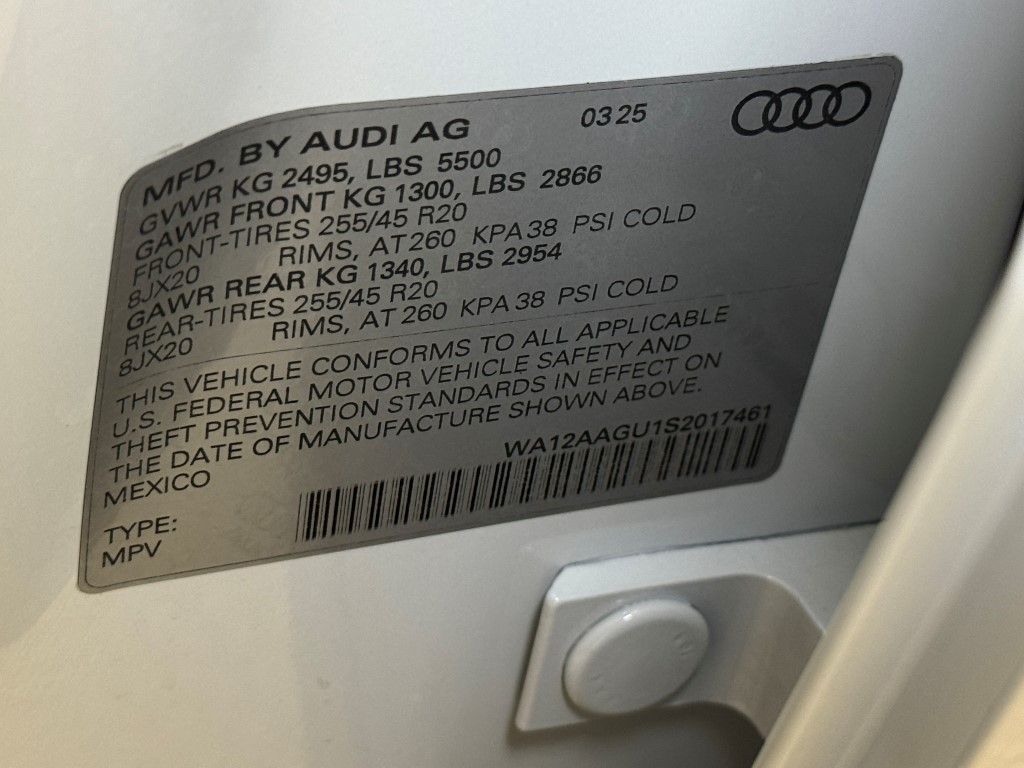 MFD. BY AUDI AG 03 25
GVWR KG 2495, LBS 5500
GAWR FRONT KG 1300, LBS 2866
FRONT-TIRES 255/45 R20
8JX20 RIMS, AT 260 KPA 38 PSI COLD
GAWR REAR KG 1340, LBS 2954
REAR-TIRES 255/45 R20
8JX20 RIMS, AT 260 KPA 38 PSI COLD
THIS VEHICLE CONFORMS TO ALL APPLICABLE
U.S. FEDERAL MOTOR VEHICLE SAFETY AND
THEFT PREVENTION STANDARDS IN EFFECT ON
THE DATE OF MANUFACTURE SHOWN ABOVE.
MEXICO WA12AAGU1S2017461
TYPE:
MPV